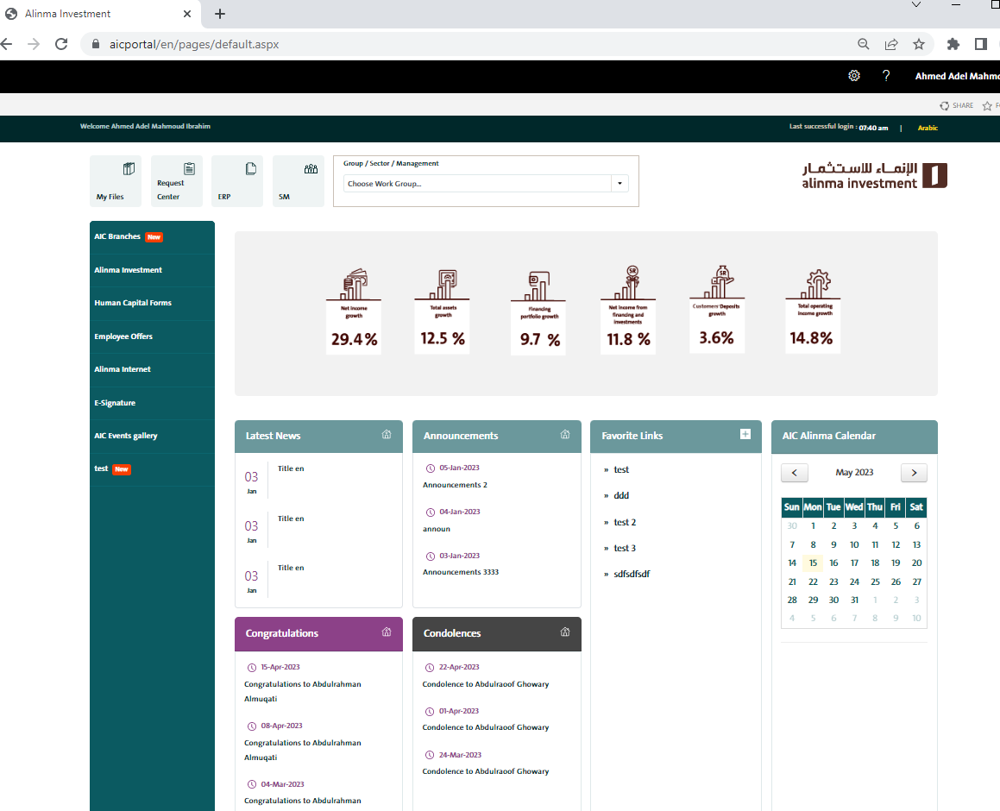 Alinma Investment
aicportal/en/pages/default.aspx
Ahmed Adel Mahmo
SHARE
Welcome Ahmed Adel Mahmoud Ibrahim
Last successful login : 07:40 am | Arabic
My Files
Request
Center
ERP
SM
Group / Sector / Management
Choose Work Group...
الإنماء للاستثمار
alinma investment
AIC Branches New
Alinma Investment
Human Capital Forms
Employee Offers
Alinma Internet
E-Signature
AIC Events gallery
test New
Net income
growth
29.4%
Total assets
growth
12.5 %
Financing
portfolio growth
9.7 %
SR
Net income from
financing and
investments
11.8 %
SR
Customers' Deposits
growth
3.6%
Total operating
income growth
14.8%
Latest News
03 Title en
Jan
03 Title en
Jan
03 Title en
Jan
Announcements
05-Jan-2023
Announcements 2
04-Jan-2023
announ
03-Jan-2023
Announcements 3333
Favorite Links
» test
» ddd
» test 2
» test 3
» sdfsdfsdf
AIC Alinma Calendar
May 2023
Sun Mon Tue Wed Thu Fri Sat
30 1 2 3 4 5 6
7 8 9 10 11 12 13
14 15 16 17 18 19 20
21 22 23 24 25 26 27
28 29 30 31 1 2 3
4 5 6 7 8 9 10
Congratulations
15-Apr-2023
Congratulations to Abdulrahman
Almuqati
08-Apr-2023
Congratulations to Abdulrahman
Almuqati
04-Mar-2023
Congratulations to Abdulrahman
Condolences
22-Apr-2023
Condolence to Abdulraoof Ghowary
01-Apr-2023
Condolence to Abdulraoof Ghowary
24-Mar-2023
Condolence to Abdulraoof Ghowary